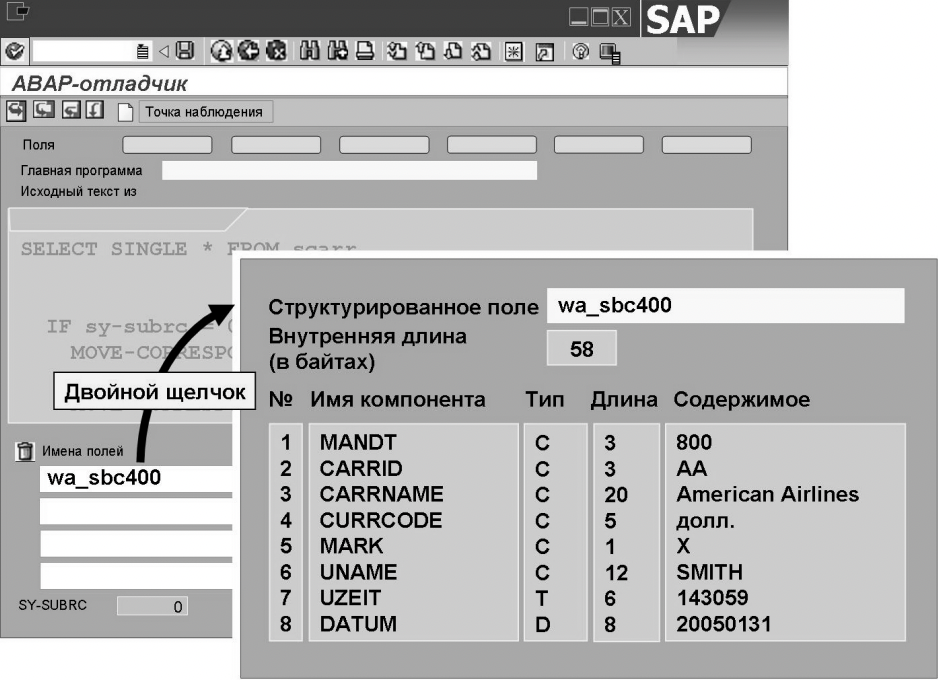 SAP
ABAP-отладчик
Точка наблюдения
Поля
Главная программа
Исходный текст из
SELECT SINGLE * FROM scarr
IF sy-subrc = 0
MOVE-CORRESPO
Двойной щелчок
Имена полей
wa_sbc400
SY-SUBRC 0
Структурированное поле wa_sbc400
Внутренняя длина
(в байтах) 58
№ Имя компонента Тип Длина Содержимое
1 MANDT C 3 800
2 CARRID C 3 AA
3 CARRNAME C 20 American Airlines
4 CURRCODE C 5 долл.
5 MARK C 1 X
6 UNAME C 12 SMITH
7 UZEIT T 6 143059
8 DATUM D 8 20050131